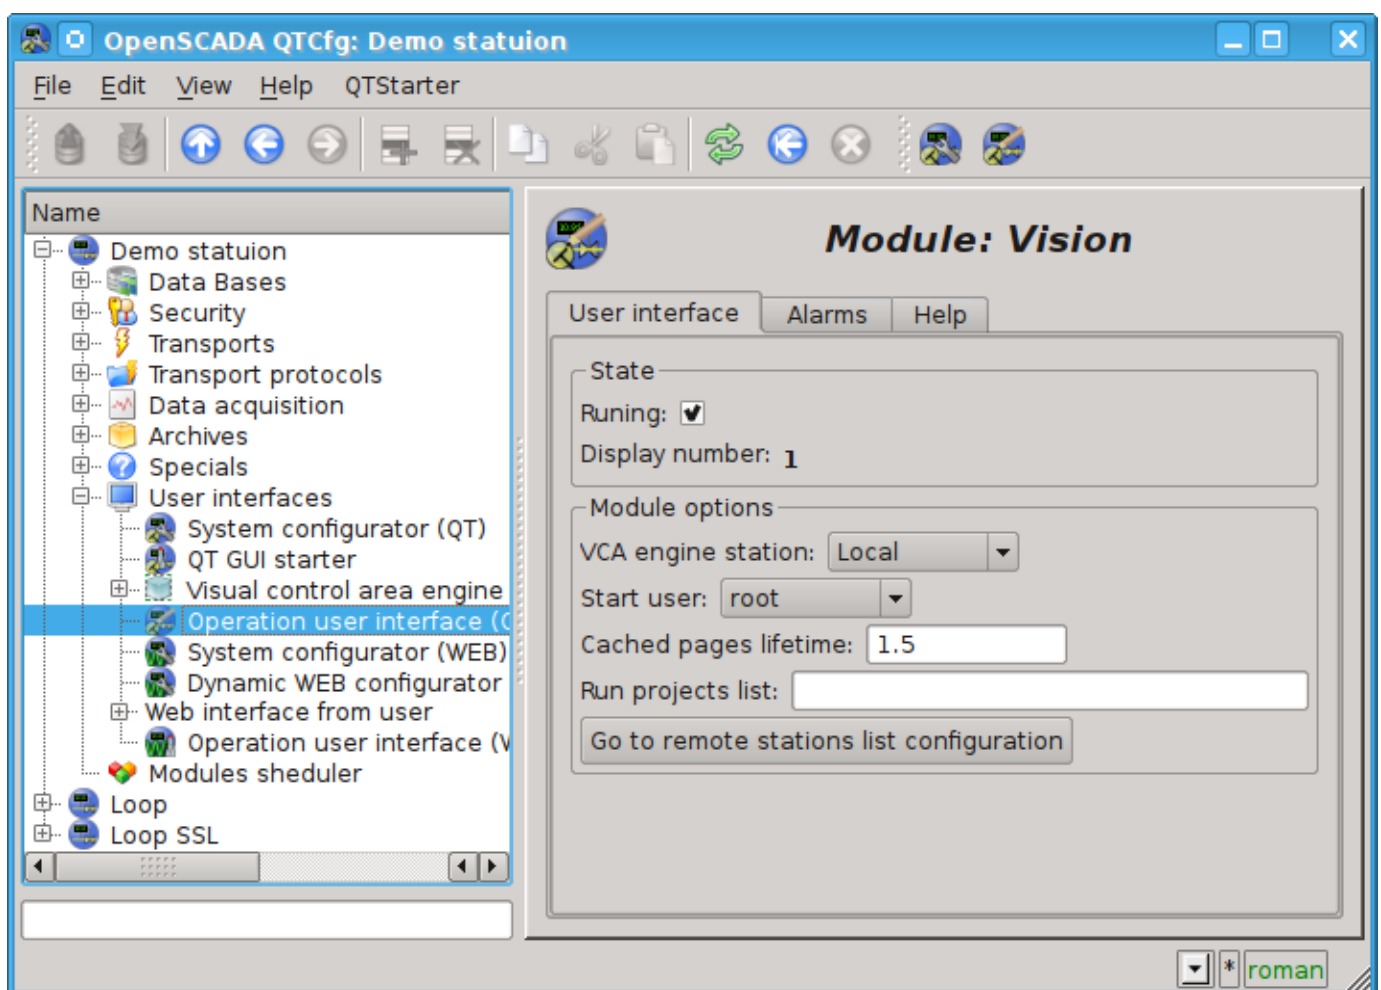 OpenSCADA QTCfg: Demo statuion
File Edit View Help QTStarter
Name
Demo statuion
Data Bases
Security
Transports
Transport protocols
Data acquisition
Archives
Specials
User interfaces
System configurator (QT)
QT GUI starter
Visual control area engine
Operation user interface (
System configurator (WEB)
Dynamic WEB configurator
Web interface from user
Operation user interface (
Modules sheduler
Loop
Loop SSL
Module: Vision
User interface Alarms Help
State
Runing:
Display number: 1
Module options
VCA engine station: Local
Start user: root
Cached pages lifetime: 1.5
Run projects list:
Go to remote stations list configuration
* roman